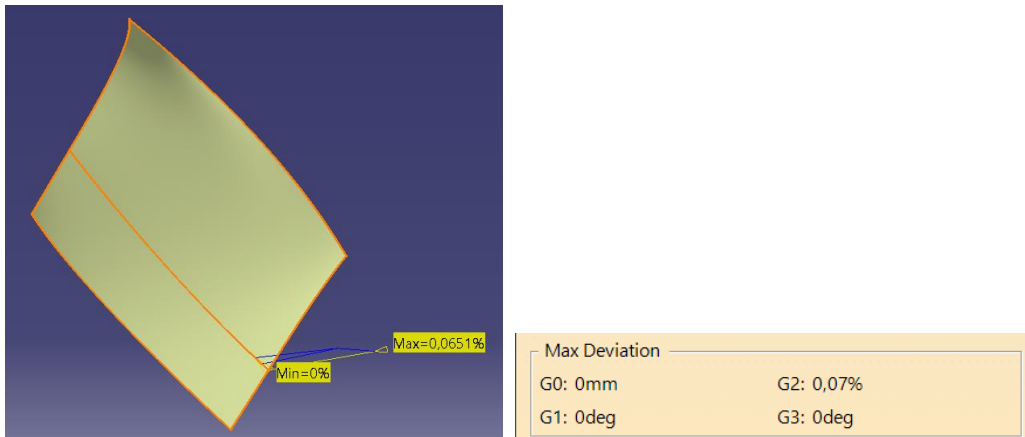 Max=0,0651%
Min=0%
Max Deviation
G0: 0mm G2: 0,07%
G1: 0deg G3: 0deg